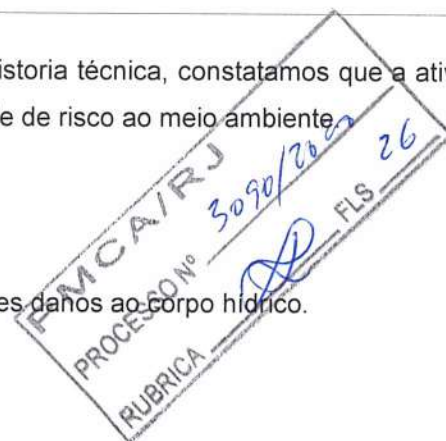 istoria técnica, constatamos que a ativ
e de risco ao meio ambiente
PMCA/RJ
PROCESSO Nº 3090/20
FLS 26
RUBRICA
es danos ao corpo hídrico.